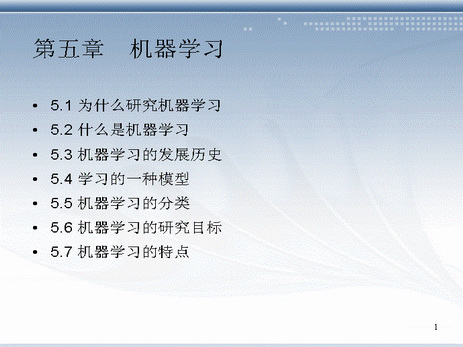 第五章　机器学习
• 5.1 为什么研究机器学习
• 5.2 什么是机器学习
• 5.3 机器学习的发展历史
• 5.4 学习的一种模型
• 5.5 机器学习的分类
• 5.6 机器学习的研究目标
• 5.7 机器学习的特点
1